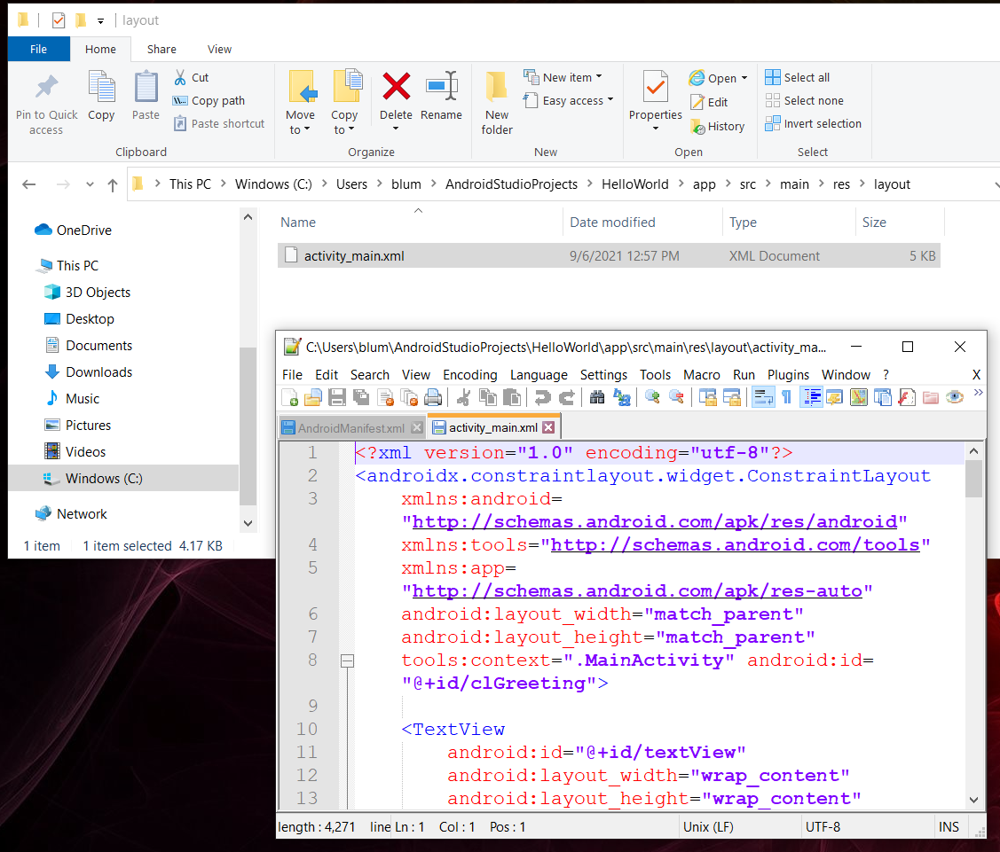 layout
File Home Share View
Pin to Quick access
Copy
Paste
Cut
Copy path
Paste shortcut
Clipboard
Move to
Copy to
Delete
Rename
Organize
New folder
New item
Easy access
New
Properties
Open
Edit
History
Open
Select all
Select none
Invert selection
Select
This PC > Windows (C:) > Users > blum > AndroidStudioProjects > HelloWorld > app > src > main > res > layout
OneDrive
This PC
3D Objects
Desktop
Documents
Downloads
Music
Pictures
Videos
Windows (C:)
Network
Name Date modified Type Size
activity_main.xml 9/6/2021 12:57 PM XML Document 5 KB
1 item 1 item selected 4.17 KB
C:\Users\blum\AndroidStudioProjects\HelloWorld\app\src\main\res\layout\activity_ma...
File Edit Search View Encoding Language Settings Tools Macro Run Plugins Window ? X
AndroidManifest.xml activity_main.xml
1 <?xml version="1.0" encoding="utf-8"?>
2 <androidx.constraintlayout.widget.ConstraintLayout
3 xmlns:android=
"http://schemas.android.com/apk/res/android"
4 xmlns:tools="http://schemas.android.com/tools"
5 xmlns:app=
"http://schemas.android.com/apk/res-auto"
6 android:layout_width="match_parent"
7 android:layout_height="match_parent"
8 tools:context=".MainActivity" android:id=
"@+id/clGreeting">
9
10 <TextView
11 android:id="@+id/textView"
12 android:layout_width="wrap_content"
13 android:layout_height="wrap_content"
length : 4,271 line Ln : 1 Col : 1 Pos : 1 Unix (LF) UTF-8 INS